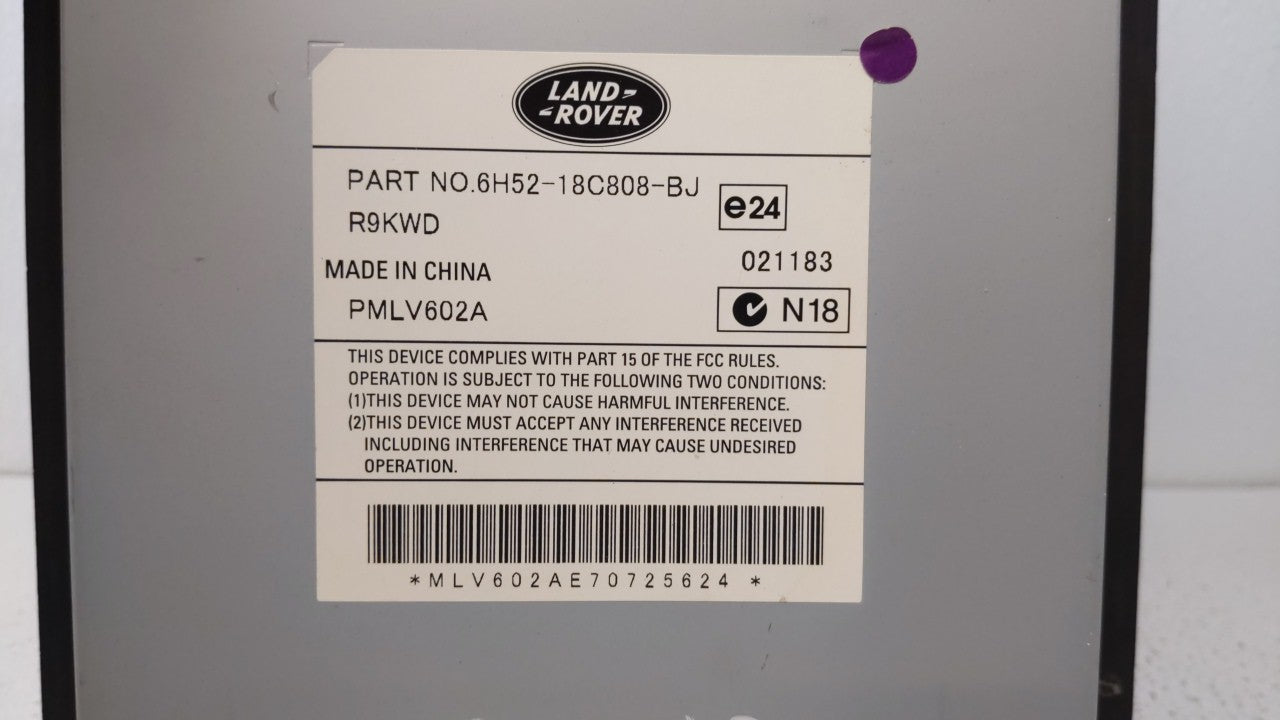 LAND-
-ROVER
PART NO.6H52-18C808-BJ
R9KWD
e24
MADE IN CHINA
021183
PMLV602A
N18
THIS DEVICE COMPLIES WITH PART 15 OF THE FCC RULES.
OPERATION IS SUBJECT TO THE FOLLOWING TWO CONDITIONS:
(1)THIS DEVICE MAY NOT CAUSE HARMFUL INTERFERENCE.
(2)THIS DEVICE MUST ACCEPT ANY INTERFERENCE RECEIVED
INCLUDING INTERFERENCE THAT MAY CAUSE UNDESIRED
OPERATION.
*MLV602AE70725624 *